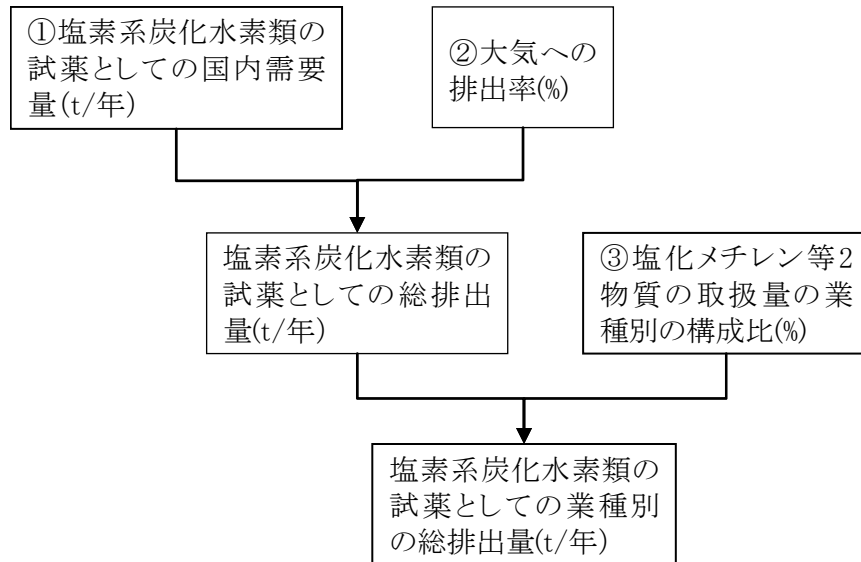 ①塩素系炭化水素類の
試薬としての国内需要
量(t/年)
②大気への
排出率(%)
塩素系炭化水素類の
試薬としての総排出
量(t/年)
③塩化メチレン等2
物質の取扱量の業
種別の構成比(%)
塩素系炭化水素類の
試薬としての業種別
の総排出量(t/年)